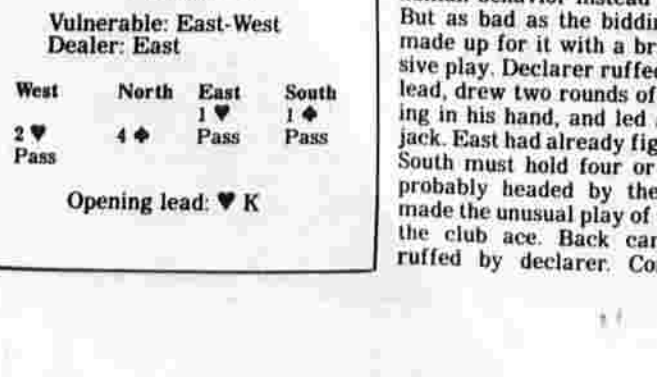 Vulnerable: East-West
Dealer: East
West North East South
1 ♥ 1 ♠
2 ♥ 4 ♠ Pass Pass
Pass
Opening lead: ♥ K
But as bad as the biddin
made up for it with a br
sive play. Declarer ruffe
lead, drew two rounds of
ing in his hand, and led
jack. East had already fig
South must hold four or
probably headed by the
made the unusual play of
the club ace. Back car
ruffed by declarer. Co